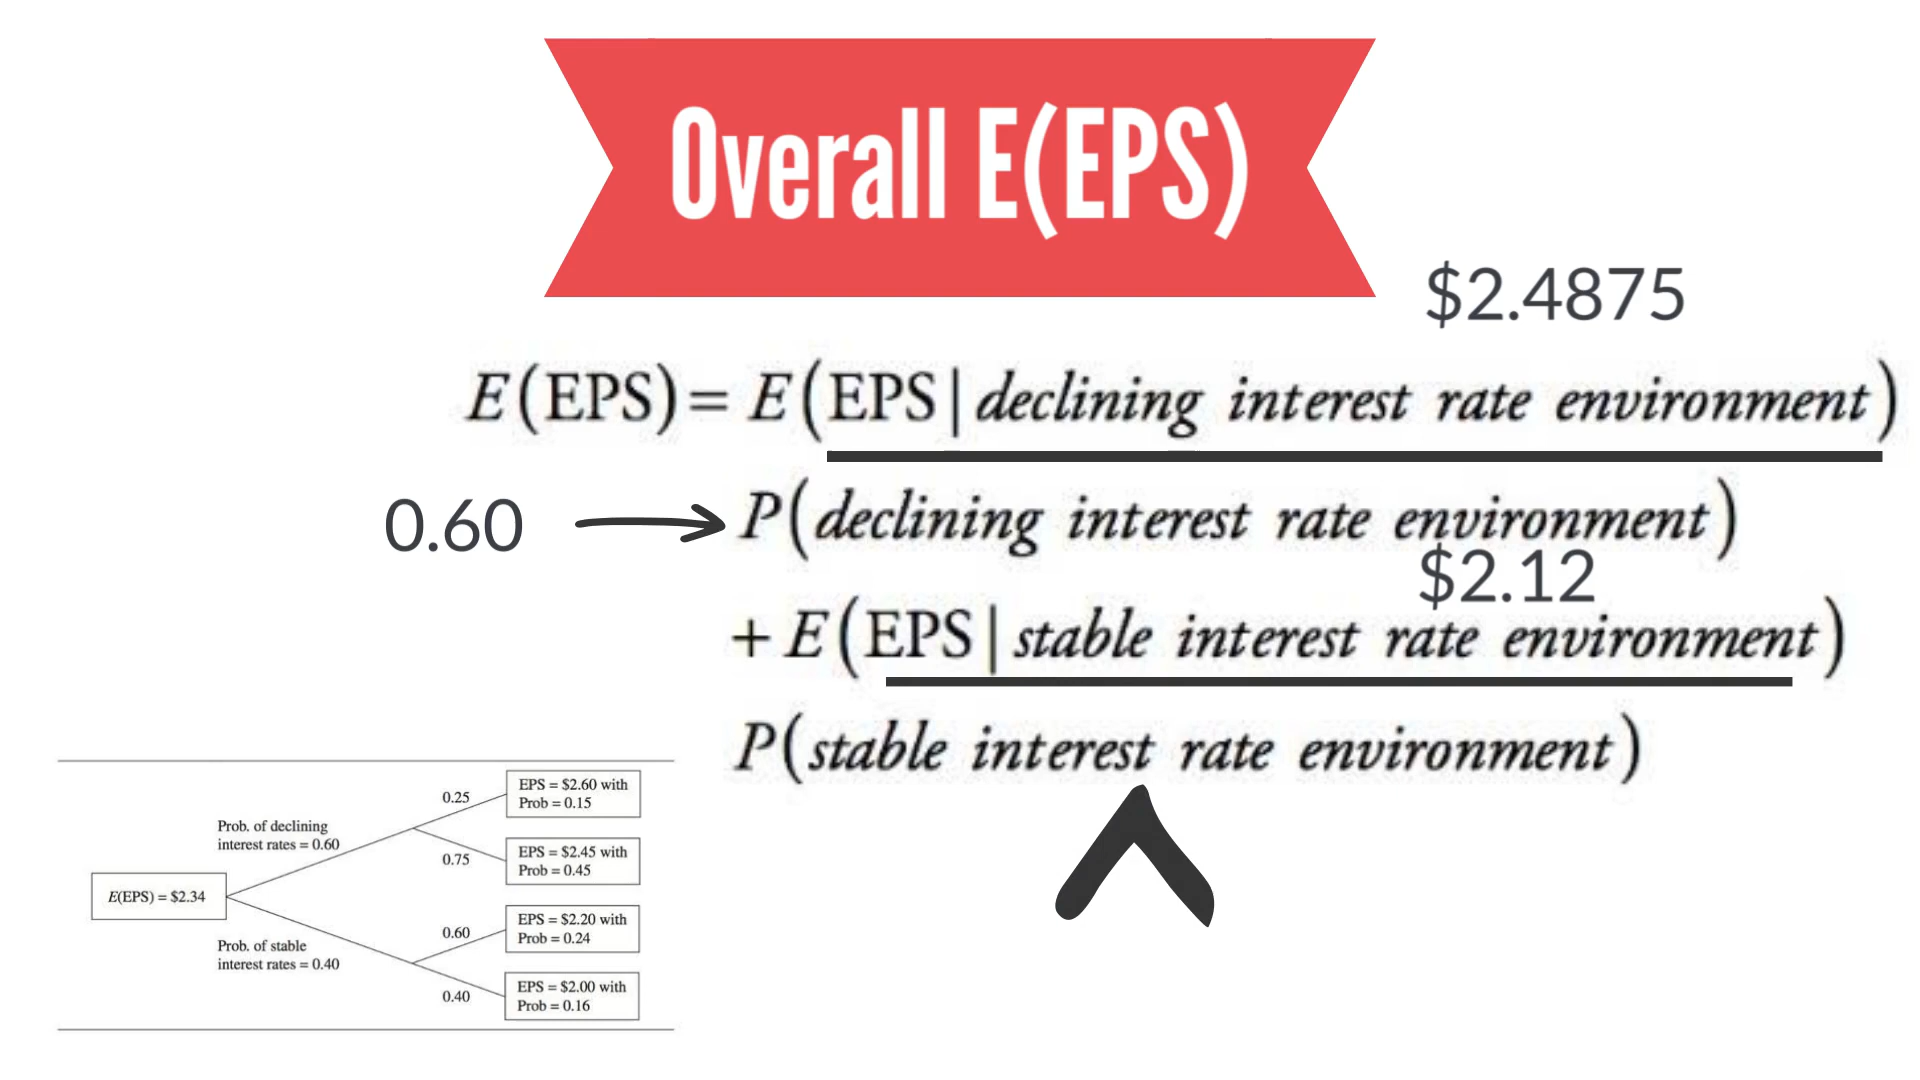 Overall E(EPS)
$2.4875
E(EPS) = E(EPS | declining interest rate environment)
0.60
P(declining interest rate environment)
$2.12
+ E(EPS | stable interest rate environment)
P(stable interest rate environment)
E(EPS) = $2.34
Prob. of declining
interest rates = 0.60
0.25
EPS = $2.60 with
Prob = 0.15
0.75
EPS = $2.45 with
Prob = 0.45
Prob. of stable
interest rates = 0.40
0.60
EPS = $2.20 with
Prob = 0.24
0.40
EPS = $2.00 with
Prob = 0.16